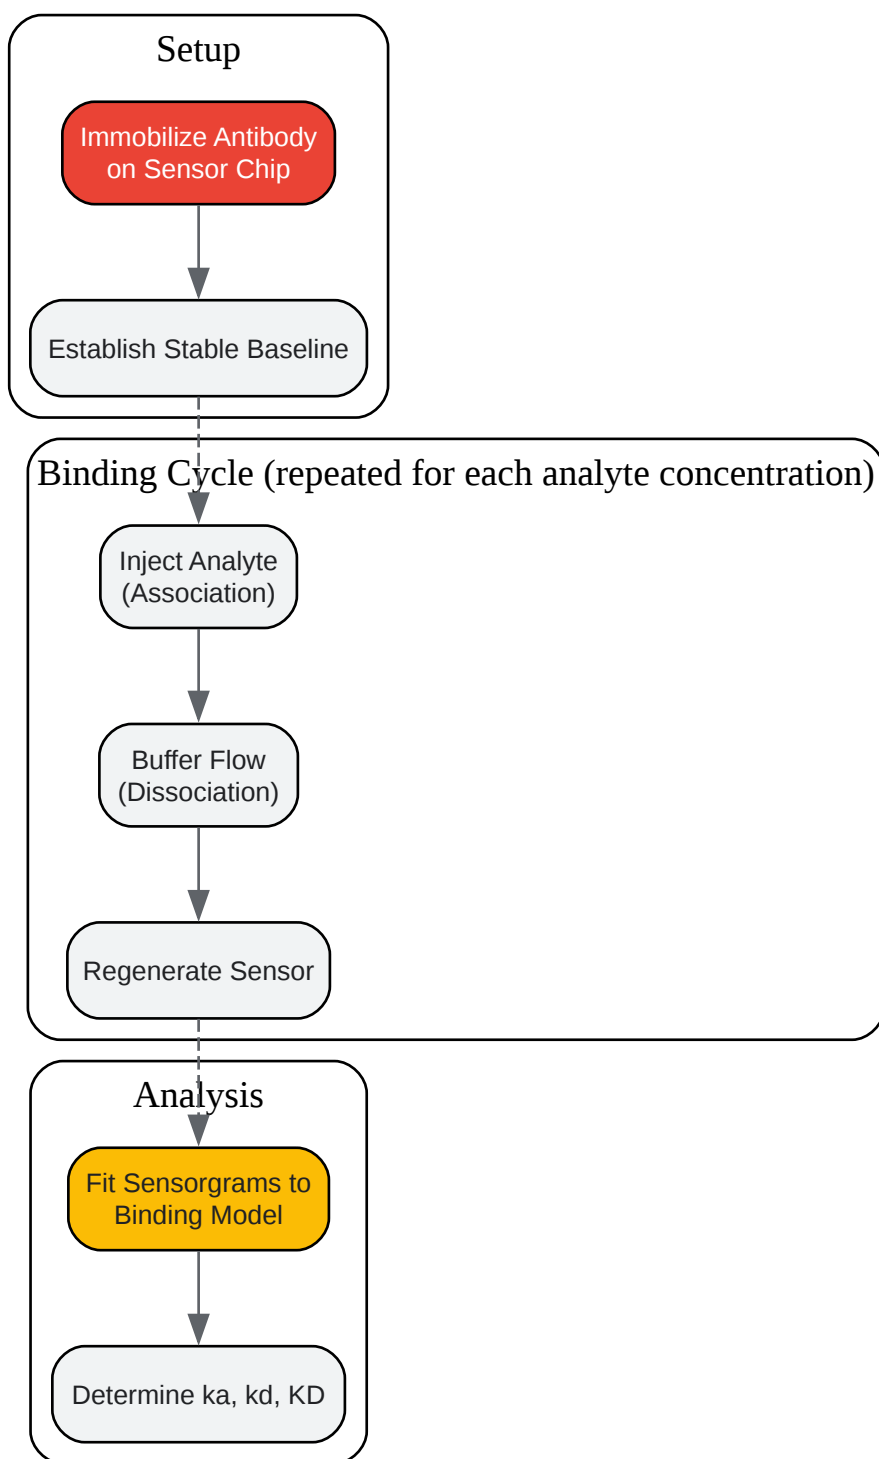 Setup
Immobilize Antibody
on Sensor Chip
Establish Stable Baseline
Binding Cycle (repeated for each analyte concentration)
Inject Analyte
(Association)
Buffer Flow
(Dissociation)
Regenerate Sensor
Analysis
Fit Sensorgrams to
Binding Model
Determine ka, kd, KD